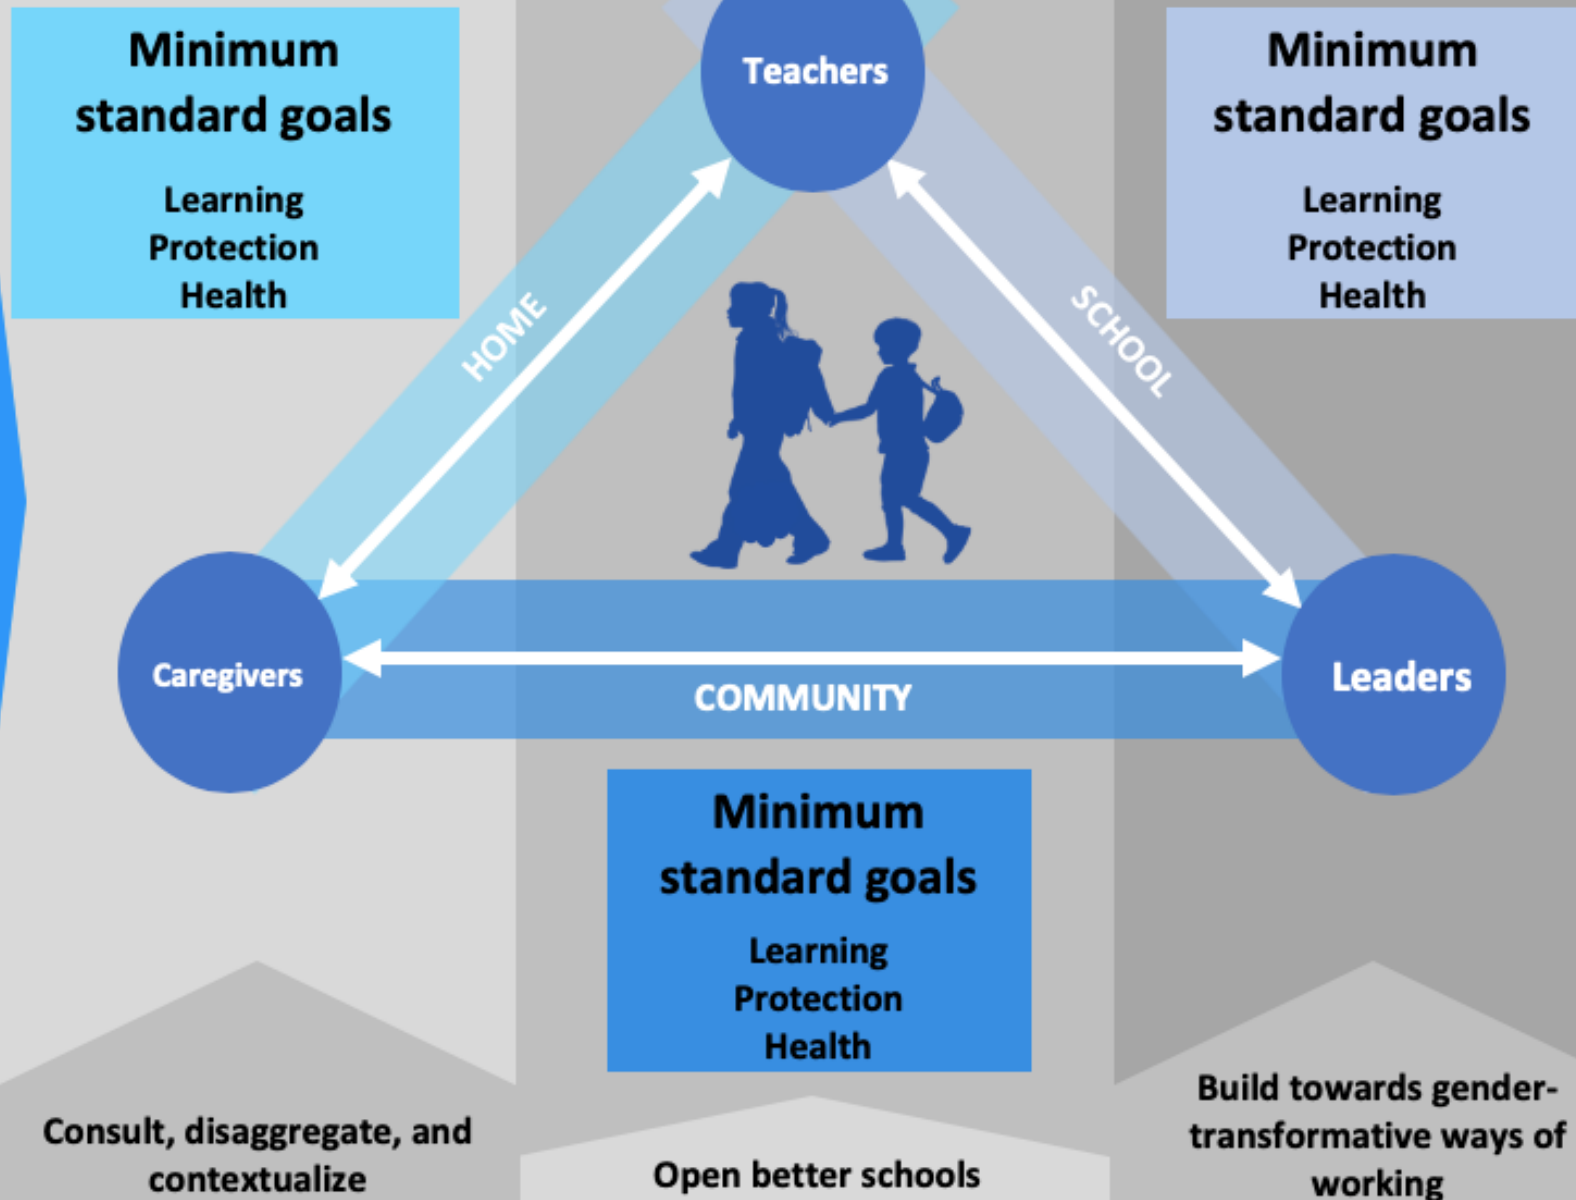 Minimum
standard goals
Learning
Protection
Health
Teachers
Minimum
standard goals
Learning
Protection
Health
HOME
SCHOOL
Caregivers
Leaders
COMMUNITY
Minimum
standard goals
Learning
Protection
Health
Consult, disaggregate, and
contextualize
Open better schools
Build towards gender-
transformative ways of
working